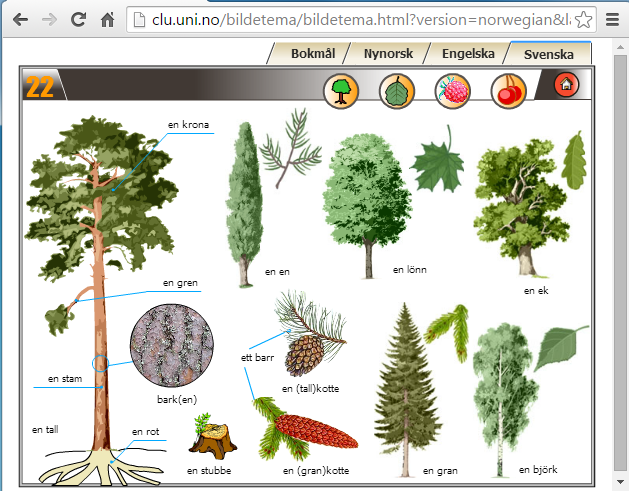 clu.uni.no/bildetema/bildetema.html?version=norwegian&la
Bokmål
Nynorsk
Engelska
Svenska
22
en krona
en en
en lönn
en ek
en gren
ett barr
en stam
bark(en)
en (tall)kotte
en tall
en rot
en stubbe
en (gran)kotte
en gran
en björk